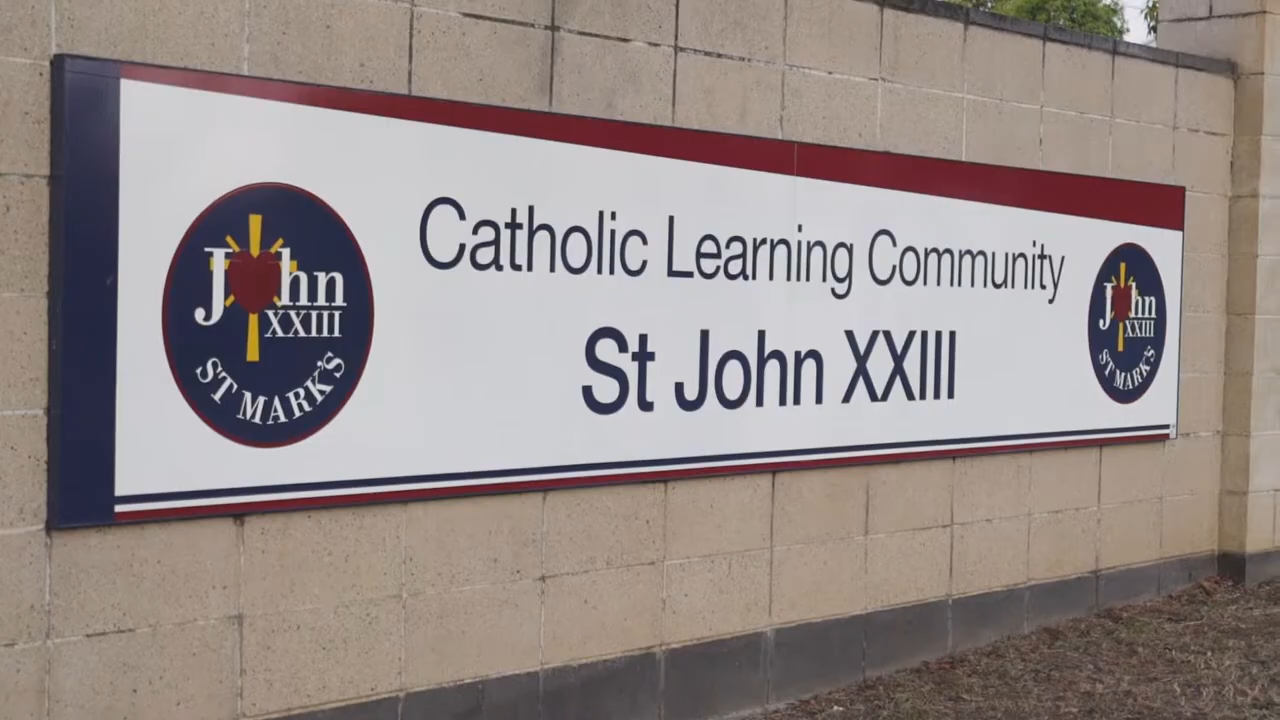 Catholic Learning Community
St John XXIII
John
XXIII
ST MARK'S
John
XXIII
ST MARK'S